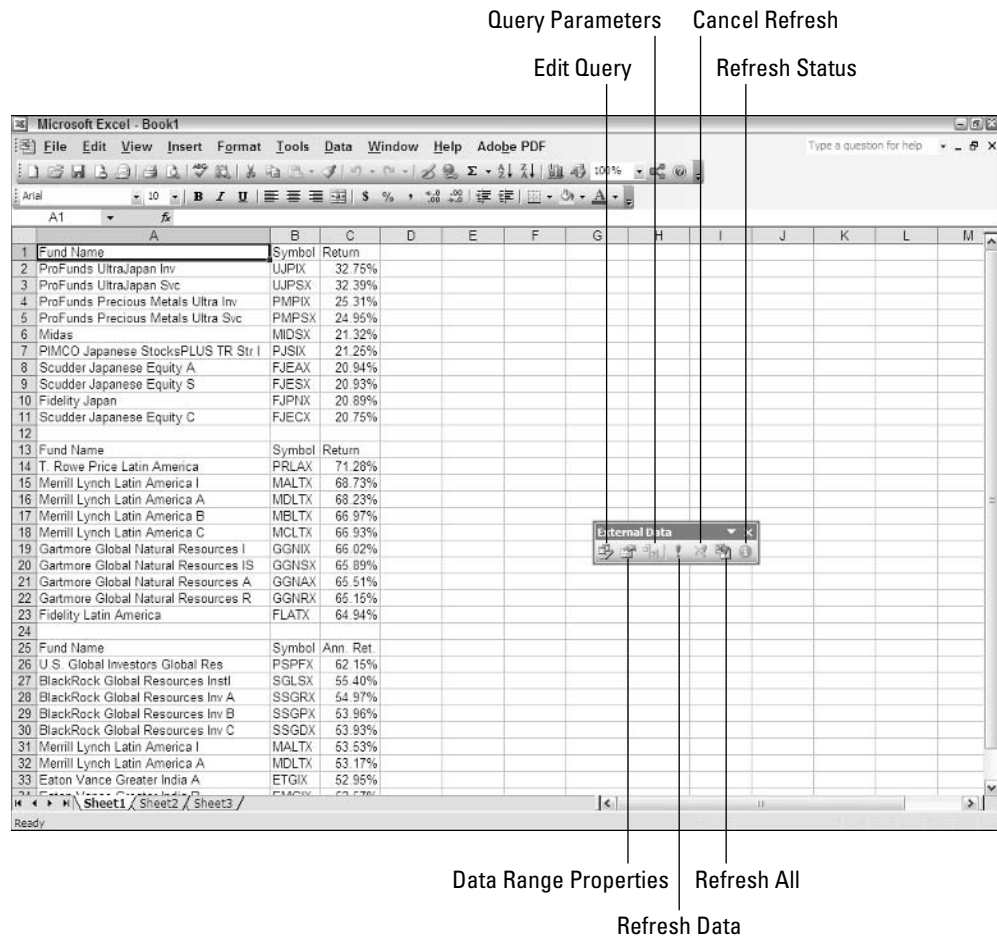 Query Parameters Cancel Refresh
Edit Query Refresh Status
Microsoft Excel - Book1
File Edit View Insert Format Tools Data Window Help Adobe PDF Type a question for help
100%
Arial 10 B I U $ % ,
A1 fx
A B C D E F G H I J K L M
1 Fund Name Symbol Return
2 ProFunds UltraJapan Inv UJPIX 32.75%
3 ProFunds UltraJapan Svc UJPSX 32.39%
4 ProFunds Precious Metals Ultra Inv PMPIX 25.31%
5 ProFunds Precious Metals Ultra Svc PMPSX 24.95%
6 Midas MIDSX 21.32%
7 PIMCO Japanese StocksPLUS TR Str I PJSIX 21.25%
8 Scudder Japanese Equity A FJEAX 20.94%
9 Scudder Japanese Equity S FJESX 20.93%
10 Fidelity Japan FJPNX 20.89%
11 Scudder Japanese Equity C FJECX 20.75%
12
13 Fund Name Symbol Return
14 T. Rowe Price Latin America PRLAX 71.28%
15 Merrill Lynch Latin America I MALTX 68.73%
16 Merrill Lynch Latin America A MDLTX 68.23%
17 Merrill Lynch Latin America B MBLTX 66.97%
18 Merrill Lynch Latin America C MCLTX 66.93%
External Data
19 Gartmore Global Natural Resources I GGNIX 66.02%
20 Gartmore Global Natural Resources IS GGNSX 65.89%
21 Gartmore Global Natural Resources A GGNAX 65.51%
22 Gartmore Global Natural Resources R GGNRX 65.15%
23 Fidelity Latin America FLATX 64.94%
24
25 Fund Name Symbol Ann. Ret.
26 U.S. Global Investors Global Res PSPFX 62.15%
27 BlackRock Global Resources Instl SGLSX 55.40%
28 BlackRock Global Resources Inv A SSGRX 54.97%
29 BlackRock Global Resources Inv B SSGPX 53.96%
30 BlackRock Global Resources Inv C SSGDX 53.93%
31 Merrill Lynch Latin America I MALTX 53.53%
32 Merrill Lynch Latin America A MDLTX 53.17%
33 Eaton Vance Greater India A ETGIX 52.95%
Sheet1 Sheet2 Sheet3
Ready
Data Range Properties Refresh All
Refresh Data